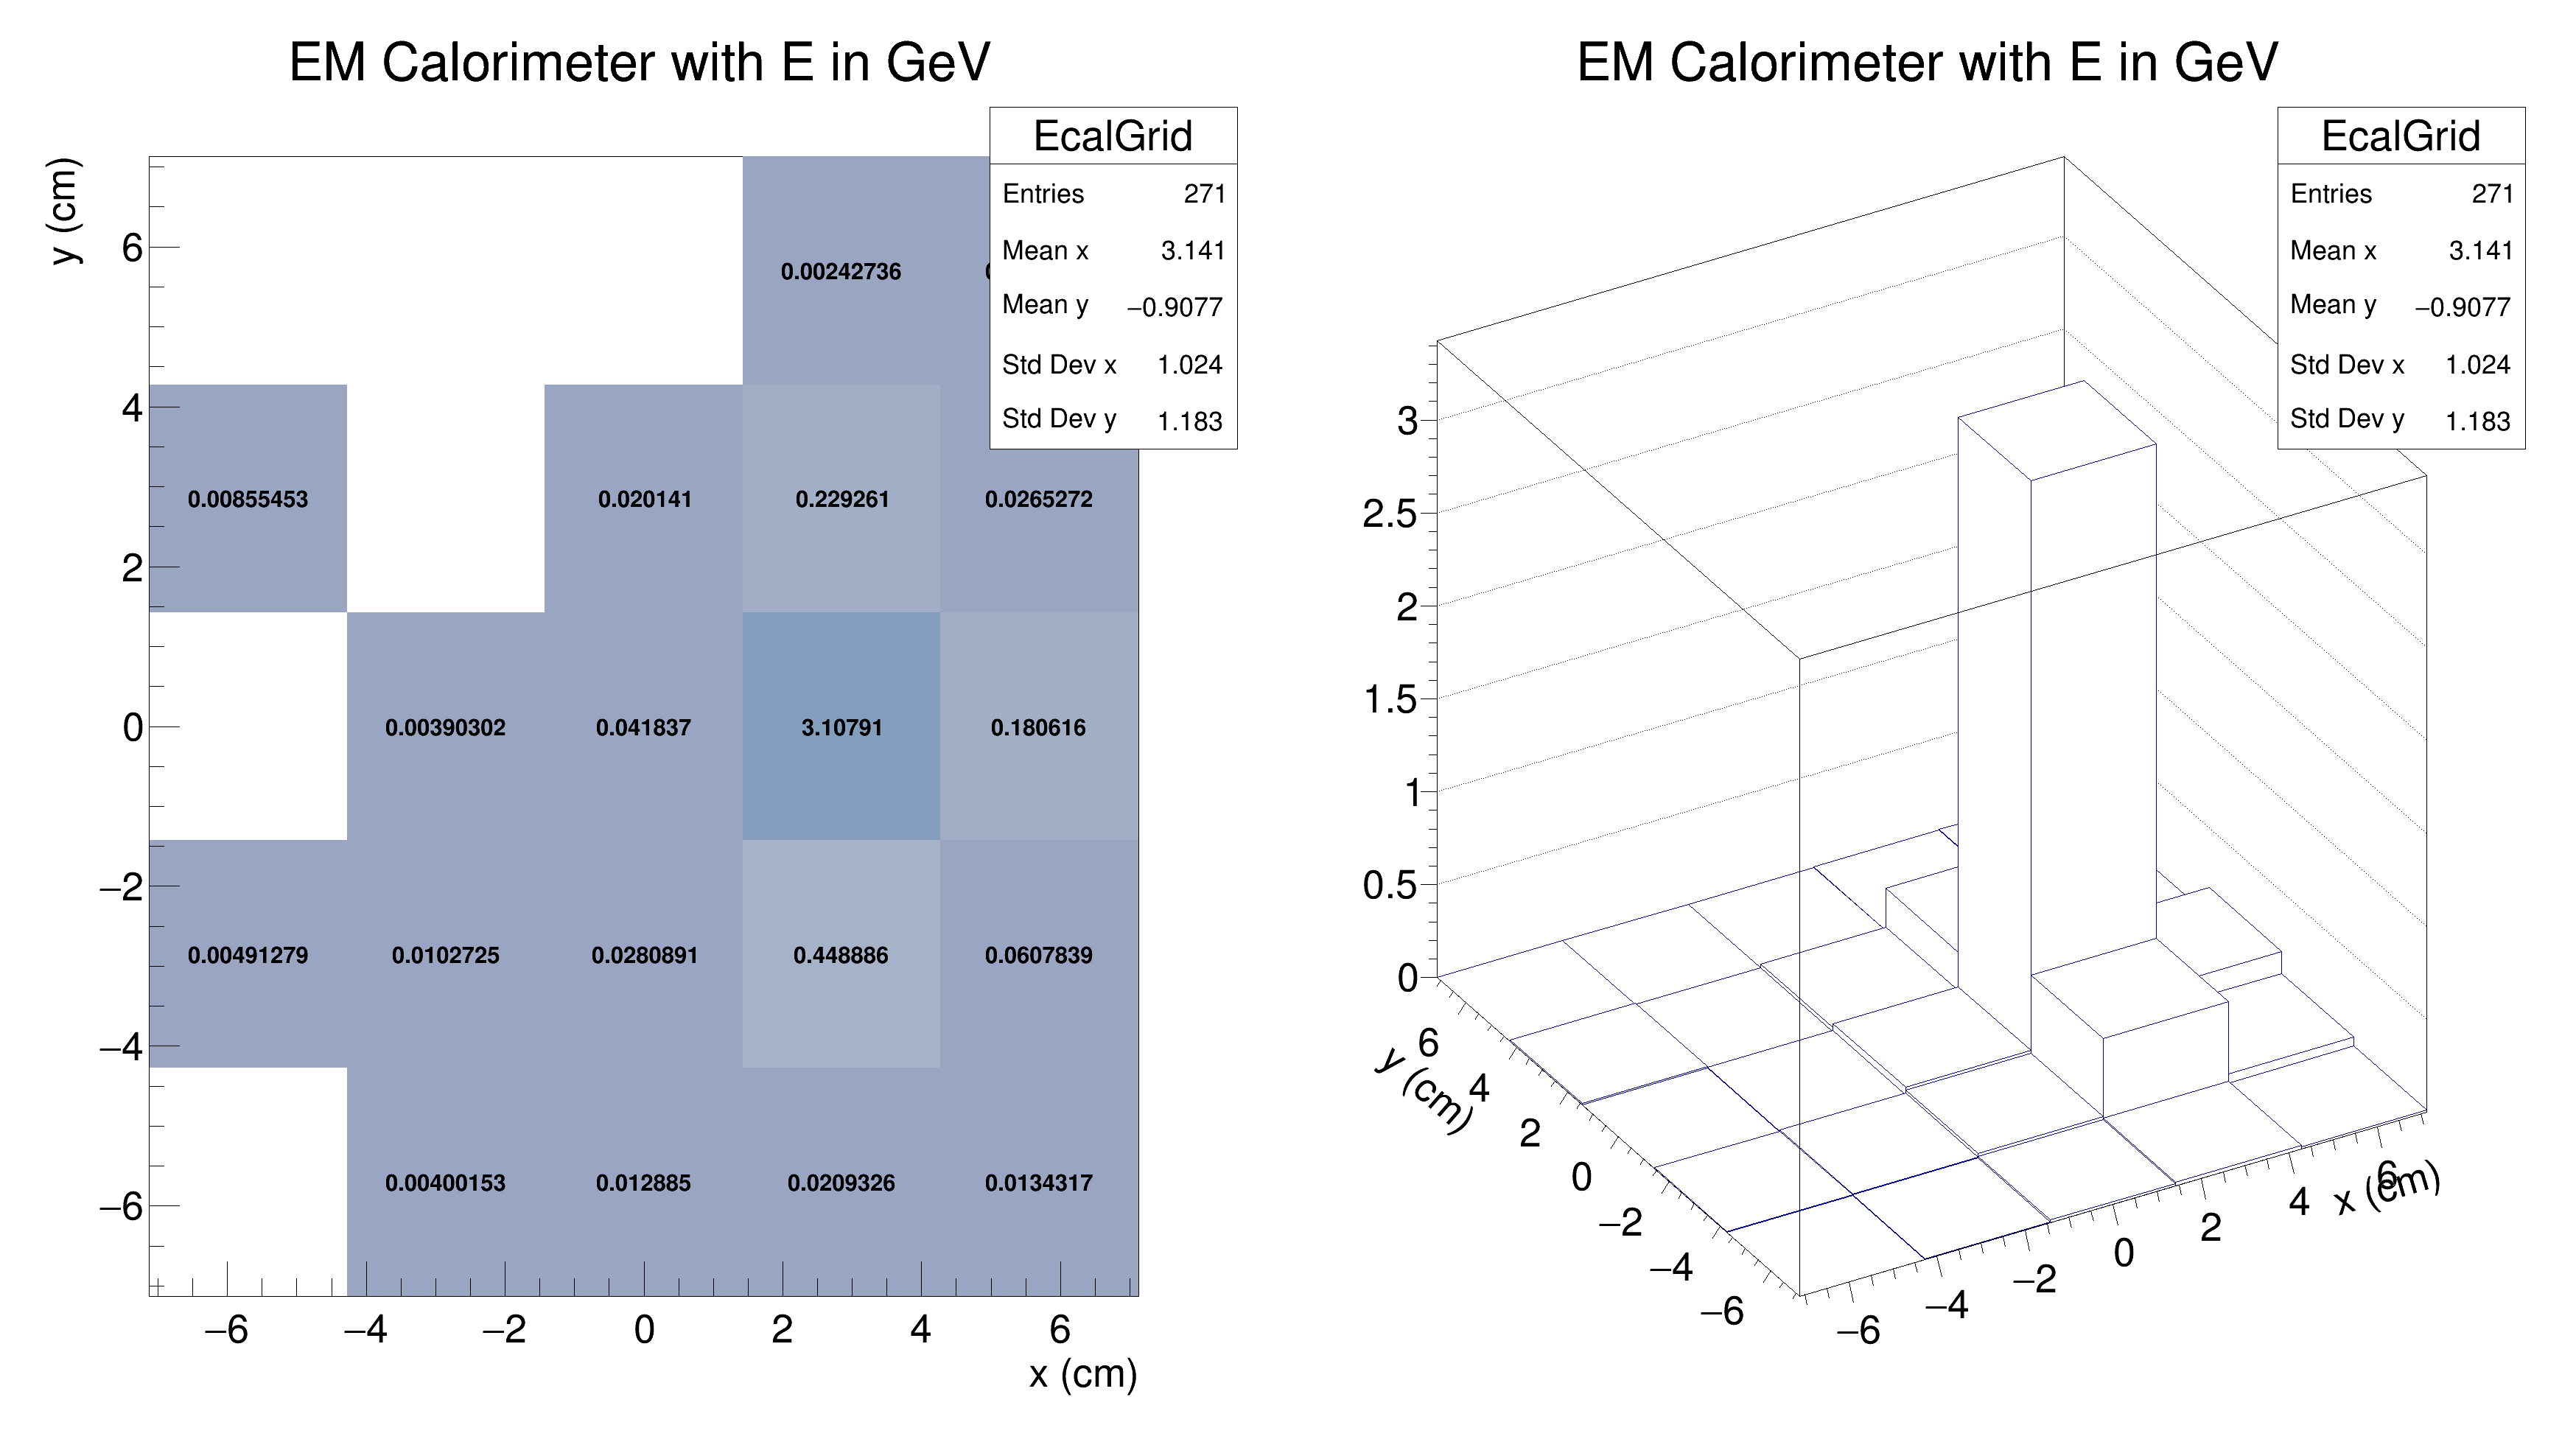 EM Calorimeter with E in GeV
EcalGrid
Entries 271
Mean x 3.141
Mean y −0.9077
Std Dev x 1.024
Std Dev y 1.183
y (cm)
6
4
2
0
−2
−4
−6
0.00242736
0.00855453 0.020141 0.229261 0.0265272
0.00390302 0.041837 3.10791 0.180616
0.00491279 0.0102725 0.0280891 0.448886 0.0607839
0.00400153 0.012885 0.0209326 0.0134317
−6 −4 −2 0 2 4 6
x (cm)
EM Calorimeter with E in GeV
EcalGrid
Entries 271
Mean x 3.141
Mean y −0.9077
Std Dev x 1.024
Std Dev y 1.183
3
2.5
2
1.5
1
0.5
0
6
4
2
0
−2
−4
−6
y (cm)
−6
−4
−2
0
2
4
6
x (cm)